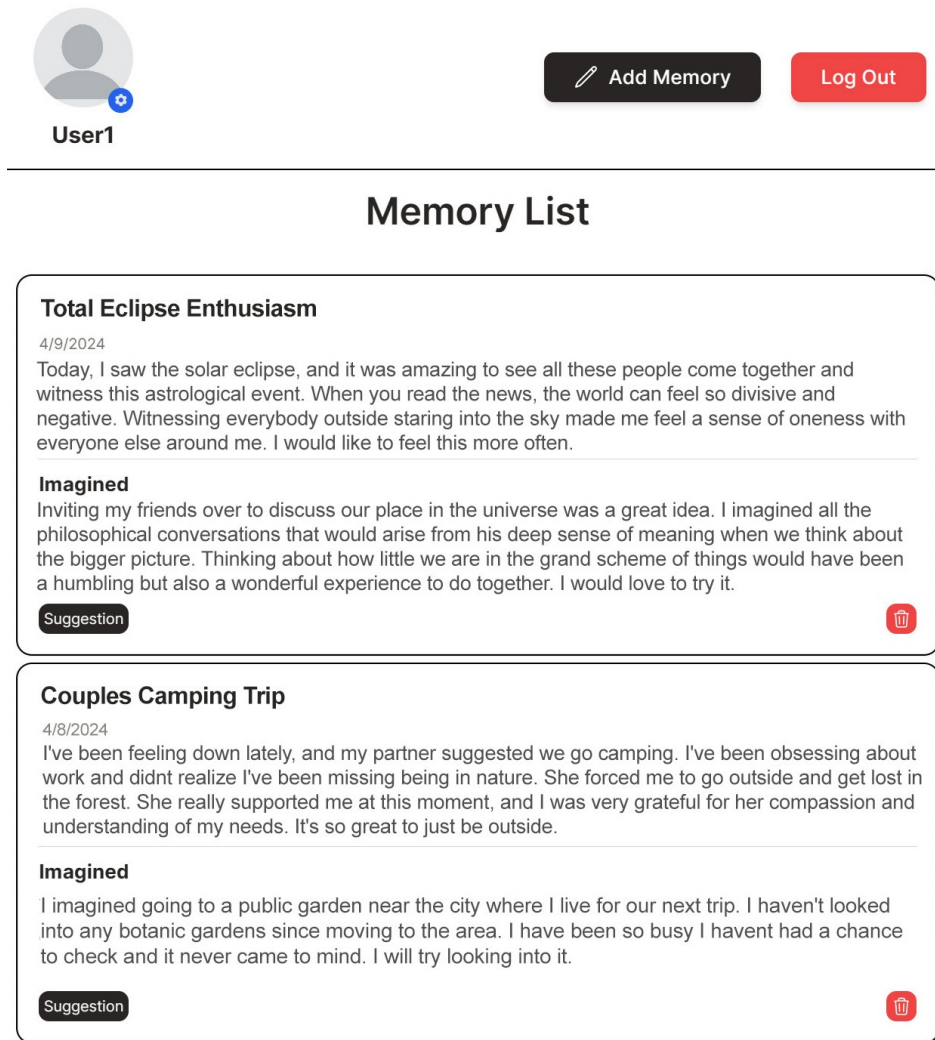 Add Memory
Log Out
User1
Memory List
Total Eclipse Enthusiasm
4/9/2024
Today, I saw the solar eclipse, and it was amazing to see all these people come together and
witness this astrological event. When you read the news, the world can feel so divisive and
negative. Witnessing everybody outside staring into the sky made me feel a sense of oneness with
everyone else around me. I would like to feel this more often.
Imagined
Inviting my friends over to discuss our place in the universe was a great idea. I imagined all the
philosophical conversations that would arise from his deep sense of meaning when we think about
the bigger picture. Thinking about how little we are in the grand scheme of things would have been
a humbling but also a wonderful experience to do together. I would love to try it.
Suggestion
Couples Camping Trip
4/8/2024
I've been feeling down lately, and my partner suggested we go camping. I've been obsessing about
work and didnt realize I've been missing being in nature. She forced me to go outside and get lost in
the forest. She really supported me at this moment, and I was very grateful for her compassion and
understanding of my needs. It's so great to just be outside.
Imagined
I imagined going to a public garden near the city where I live for our next trip. I haven't looked
into any botanic gardens since moving to the area. I have been so busy I havent had a chance
to check and it never came to mind. I will try looking into it.
Suggestion